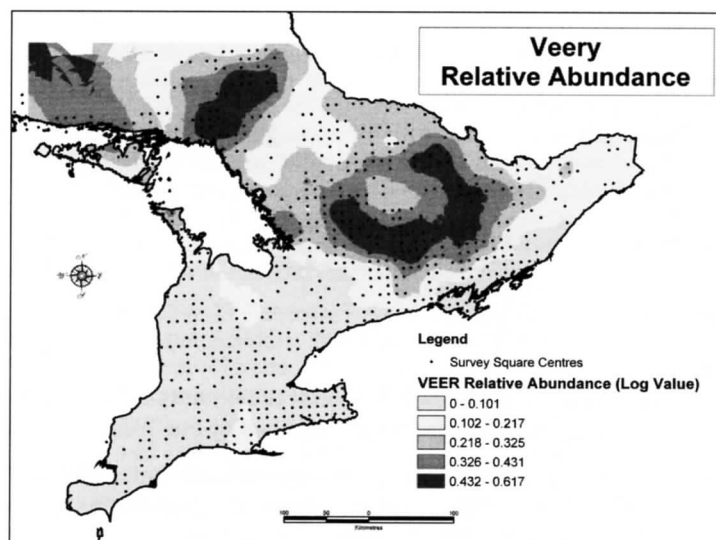 Veery
Relative Abundance
Legend
Survey Square Centres
VEER Relative Abundance (Log Value)
0 - 0.101
0.102 - 0.217
0.218 - 0.325
0.326 - 0.431
0.432 - 0.617
100 50 0 100
Kilometres